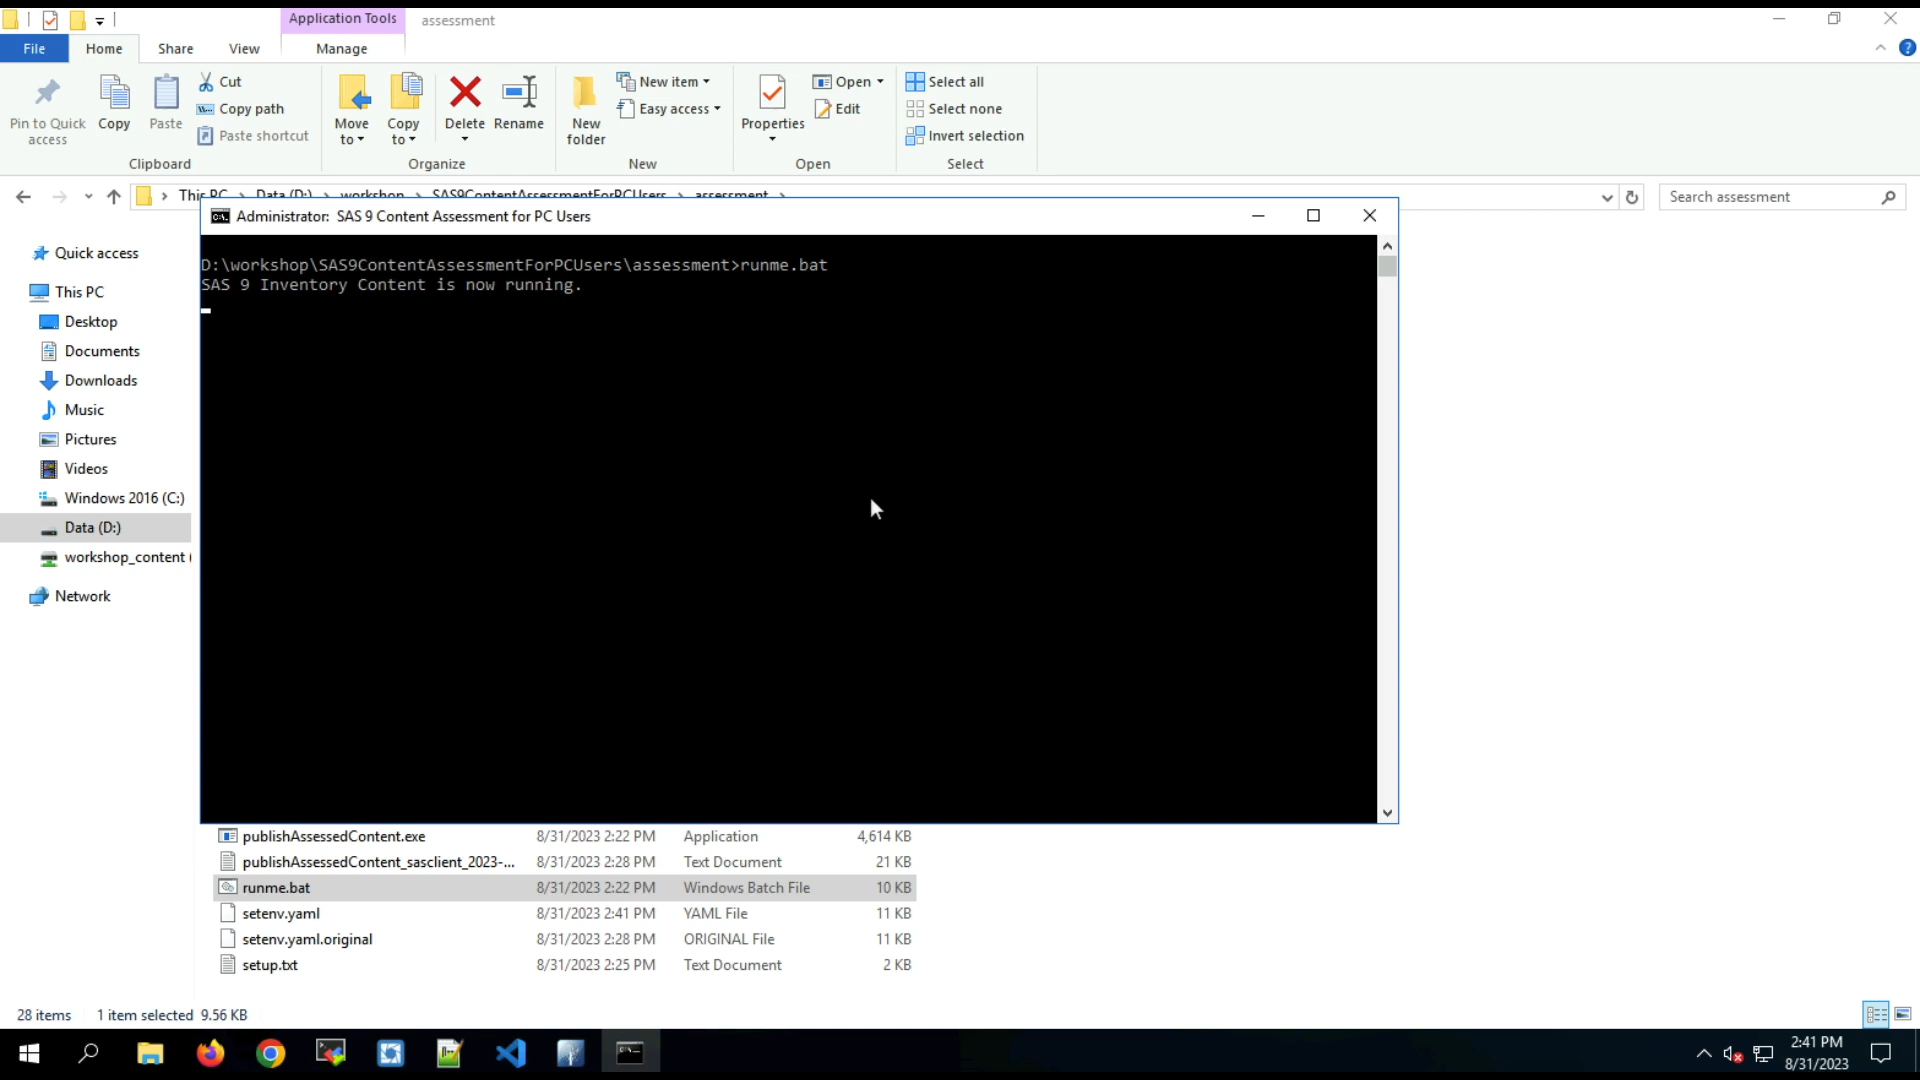 Application Tools assessment
File Home Share View Manage
Pin to Quick access
Copy
Paste
Cut
Copy path
Paste shortcut
Clipboard
Move to
Copy to
Delete
Rename
Organize
New folder
New item
Easy access
New
Properties
Open
Edit
Open
Select all
Select none
Invert selection
Select
This PC Data (D:) workshop SAS9ContentAssessmentForPCUsers assessment
Search assessment
Administrator: SAS 9 Content Assessment for PC Users
D:\workshop\SAS9ContentAssessmentForPCUsers\assessment>runme.bat
SAS 9 Inventory Content is now running.
Quick access
This PC
Desktop
Documents
Downloads
Music
Pictures
Videos
Windows 2016 (C:)
Data (D:)
workshop_content (
Network
publishAssessedContent.exe 8/31/2023 2:22 PM Application 4,614 KB
publishAssessedContent_sasclient_2023-... 8/31/2023 2:28 PM Text Document 21 KB
runme.bat 8/31/2023 2:22 PM Windows Batch File 10 KB
setenv.yaml 8/31/2023 2:41 PM YAML File 11 KB
setenv.yaml.original 8/31/2023 2:28 PM ORIGINAL File 11 KB
setup.txt 8/31/2023 2:25 PM Text Document 2 KB
28 items 1 item selected 9.56 KB
2:41 PM
8/31/2023